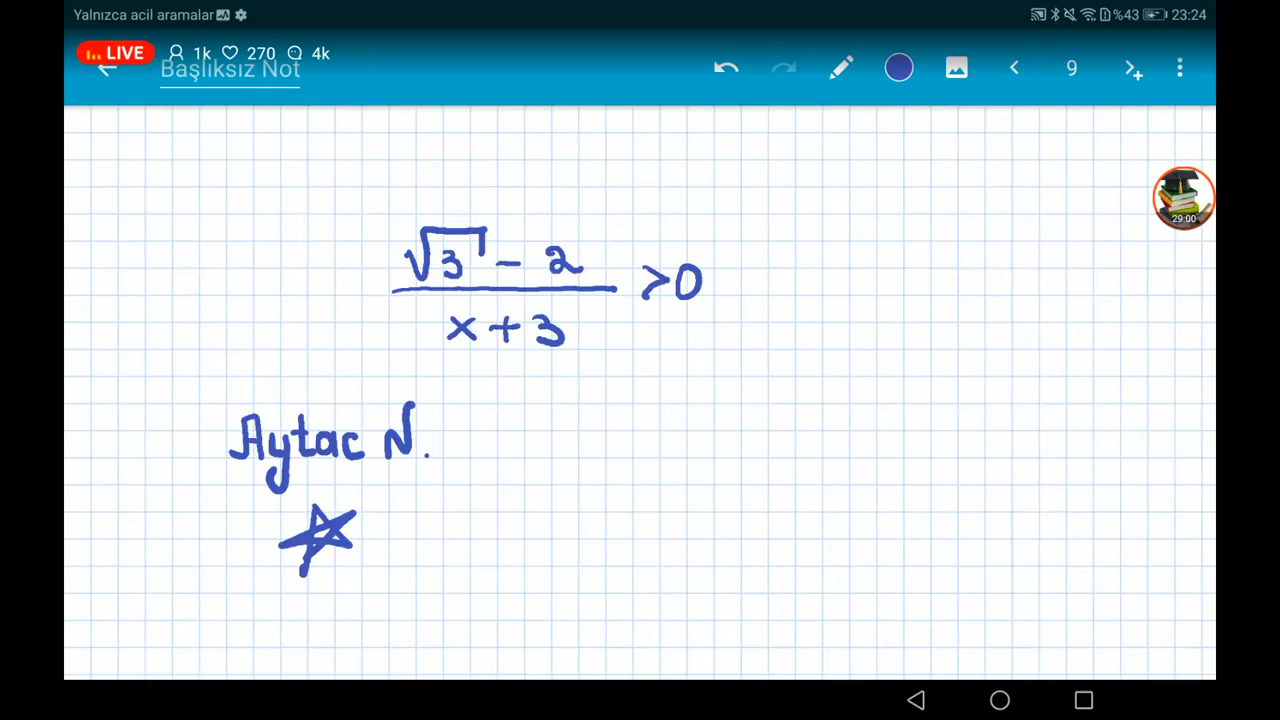 Yalnızca acil aramalar
%43 23:24
LIVE 1k 270 4k
Başlıksız Not
9
29:00
√3 - 2
x + 3
>0
Aytac N.